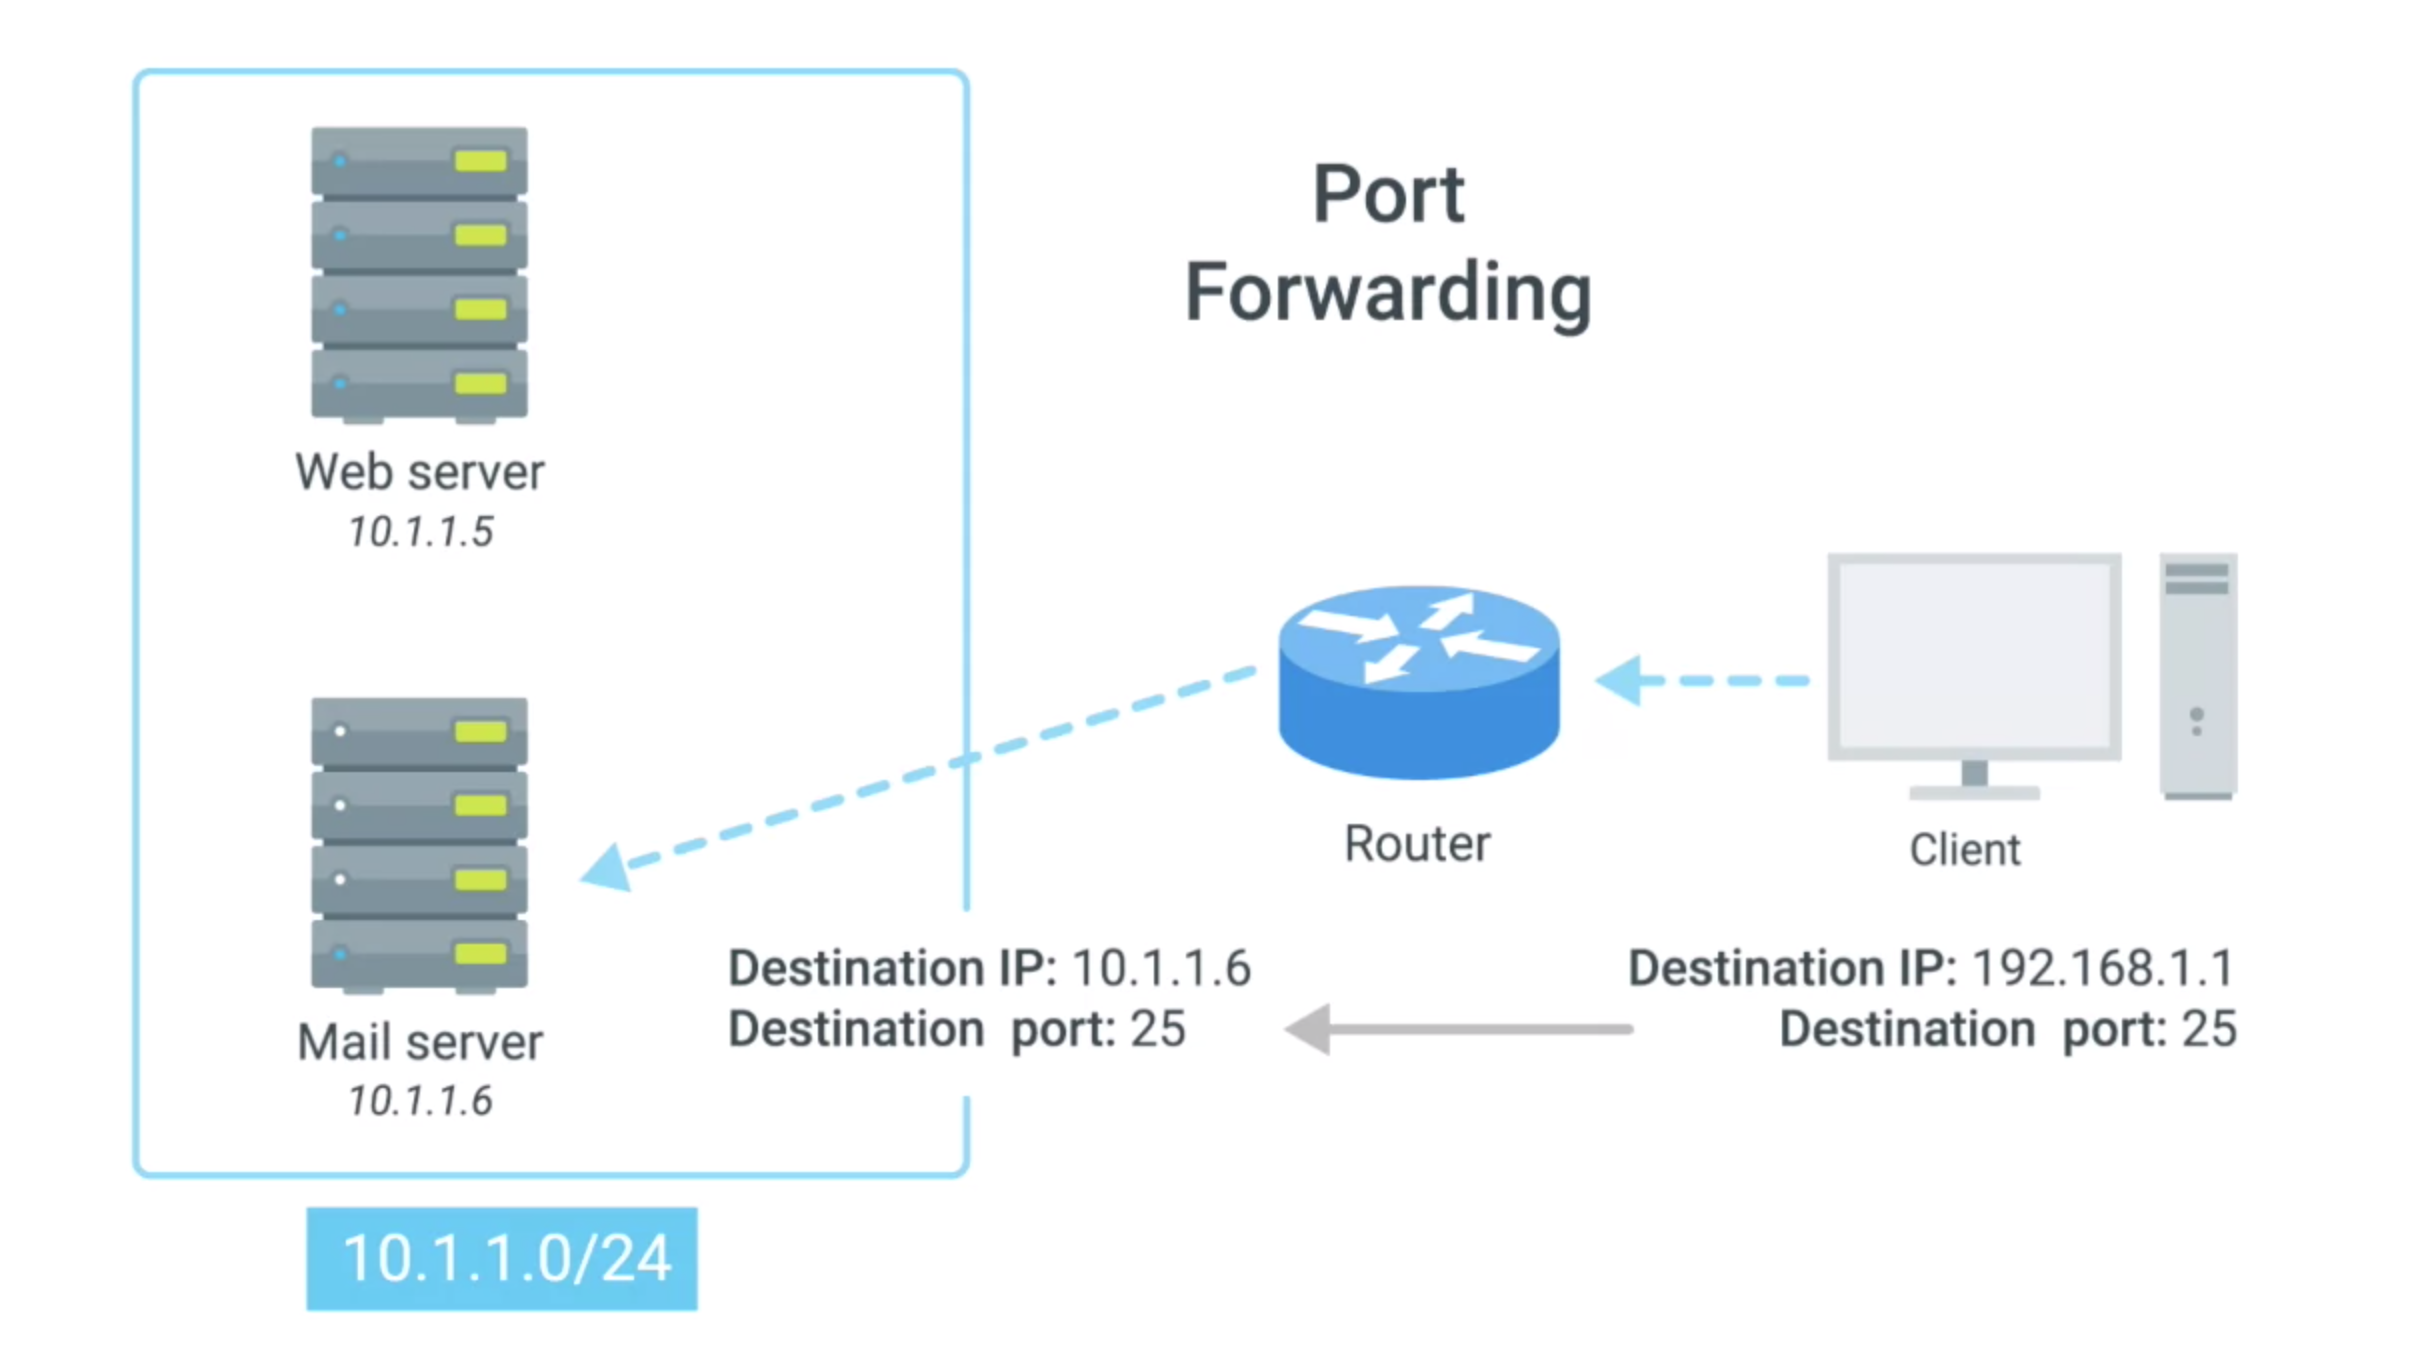 Port
Forwarding
Web server
10.1.1.5
Router
Client
Destination IP: 10.1.1.6
Destination port: 25
Destination IP: 192.168.1.1
Destination port: 25
Mail server
10.1.1.6
10.1.1.0/24